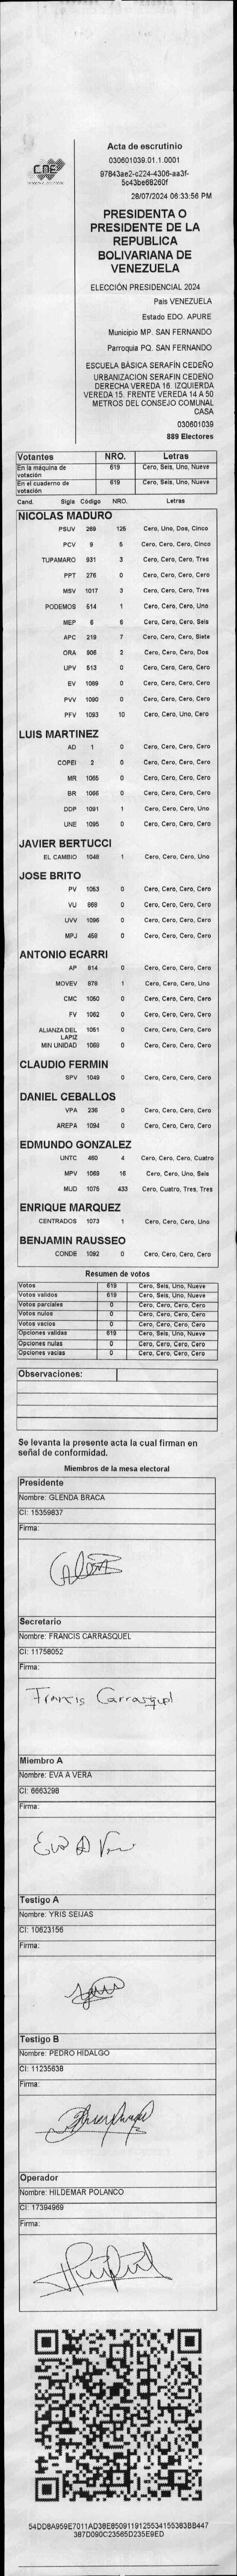 CNE
Acta de escrutinio
030601039.01.1.0001
97843ae2-c224-4306-aa3f-
5c43be68260f
28/07/2024 06:33:56 PM
PRESIDENTA O
PRESIDENTE DE LA
REPUBLICA
BOLIVARIANA DE
VENEZUELA
ELECCIÓN PRESIDENCIAL 2024
País VENEZUELA
Estado EDO. APURE
Municipio MP. SAN FERNANDO
Parroquia PQ. SAN FERNANDO
ESCUELA BÁSICA SERAFÍN CEDEÑO
URBANIZACION SERAFIN CEDEÑO
DERECHA VEREDA 16. IZQUIERDA
VEREDA 15. FRENTE VEREDA 14 A 50
METROS DEL CONSEJO COMUNAL
CASA
030601039
889 Electores
Votantes NRO. Letras
En la máquina de votación 619 Cero, Seis, Uno, Nueve
En el cuaderno de votación 619 Cero, Seis, Uno, Nueve
Cand. Sigla Código NRO. Letras
NICOLAS MADURO
PSUV 269 125 Cero, Uno, Dos, Cinco
PCV 9 5 Cero, Cero, Cero, Cinco
TUPAMARO 931 3 Cero, Cero, Cero, Tres
PPT 276 0 Cero, Cero, Cero, Cero
MSV 1017 3 Cero, Cero, Cero, Tres
PODEMOS 514 1 Cero, Cero, Cero, Uno
MEP 6 6 Cero, Cero, Cero, Seis
APC 219 7 Cero, Cero, Cero, Siete
ORA 906 2 Cero, Cero, Cero, Dos
UPV 513 0 Cero, Cero, Cero, Cero
EV 1089 0 Cero, Cero, Cero, Cero
PVV 1090 0 Cero, Cero, Cero, Cero
PFV 1093 10 Cero, Cero, Uno, Cero
LUIS MARTINEZ
AD 1 0 Cero, Cero, Cero, Cero
COPEI 2 0 Cero, Cero, Cero, Cero
MR 1065 0 Cero, Cero, Cero, Cero
BR 1066 0 Cero, Cero, Cero, Cero
DDP 1091 1 Cero, Cero, Cero, Uno
UNE 1095 0 Cero, Cero, Cero, Cero
JAVIER BERTUCCI
EL CAMBIO 1048 1 Cero, Cero, Cero, Uno
JOSE BRITO
PV 1053 0 Cero, Cero, Cero, Cero
VU 868 0 Cero, Cero, Cero, Cero
UVV 1096 0 Cero, Cero, Cero, Cero
MPJ 458 0 Cero, Cero, Cero, Cero
ANTONIO ECARRI
AP 814 0 Cero, Cero, Cero, Cero
MOVEV 878 1 Cero, Cero, Cero, Uno
CMC 1050 0 Cero, Cero, Cero, Cero
FV 1062 0 Cero, Cero, Cero, Cero
ALIANZA DEL LAPIZ 1051 0 Cero, Cero, Cero, Cero
MIN UNIDAD 1069 0 Cero, Cero, Cero, Cero
CLAUDIO FERMIN
SPV 1049 0 Cero, Cero, Cero, Cero
DANIEL CEBALLOS
VPA 236 0 Cero, Cero, Cero, Cero
AREPA 1094 0 Cero, Cero, Cero, Cero
EDMUNDO GONZALEZ
UNTC 460 4 Cero, Cero, Cero, Cuatro
MPV 1069 16 Cero, Cero, Uno, Seis
MUD 1075 433 Cero, Cuatro, Tres, Tres
ENRIQUE MARQUEZ
CENTRADOS 1073 1 Cero, Cero, Cero, Uno
BENJAMIN RAUSSEO
CONDE 1092 0 Cero, Cero, Cero, Cero
Resumen de votos
Votos 619 Cero, Seis, Uno, Nueve
Votos validos 619 Cero, Seis, Uno, Nueve
Votos parciales 0 Cero, Cero, Cero, Cero
Votos nulos 0 Cero, Cero, Cero, Cero
Votos vacios 0 Cero, Cero, Cero, Cero
Opciones validas 619 Cero, Seis, Uno, Nueve
Opciones nulas 0 Cero, Cero, Cero, Cero
Opciones vacias 0 Cero, Cero, Cero, Cero
Observaciones:
Se levanta la presente acta la cual firman en
señal de conformidad.
Miembros de la mesa electoral
Presidente
Nombre: GLENDA BRACA
CI: 15359837
Firma:
Secretario
Nombre: FRANCIS CARRASQUEL
CI: 11758052
Firma:
Francis Carrasquel
Miembro A
Nombre: EVA A VERA
CI: 6663298
Firma:
Eva A Vera
Testigo A
Nombre: YRIS SEIJAS
CI: 10623156
Firma:
Testigo B
Nombre: PEDRO HIDALGO
CI: 11235638
Firma:
Operador
Nombre: HILDEMAR POLANCO
CI: 17394969
Firma:
54DD8A959E7011AD38E850911912553415538BB447
387D090C23565D235E9ED